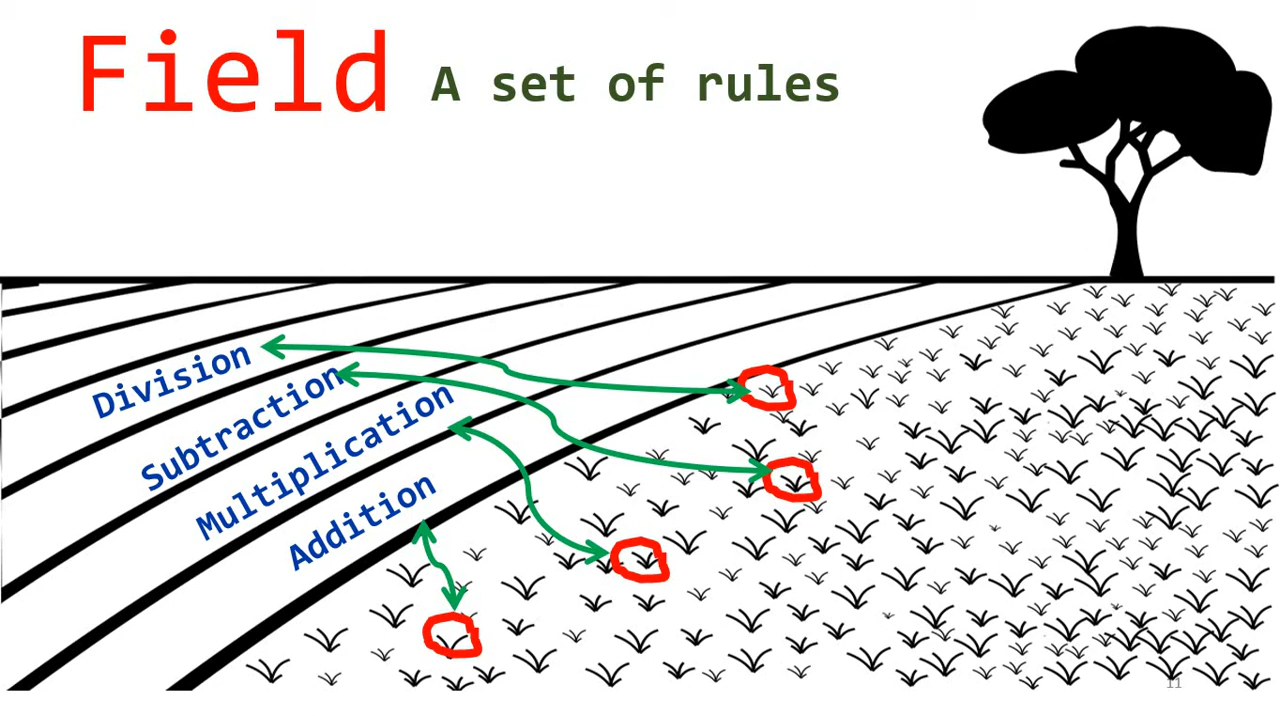 Field A set of rules
Division
Subtraction
Multiplication
Addition
11